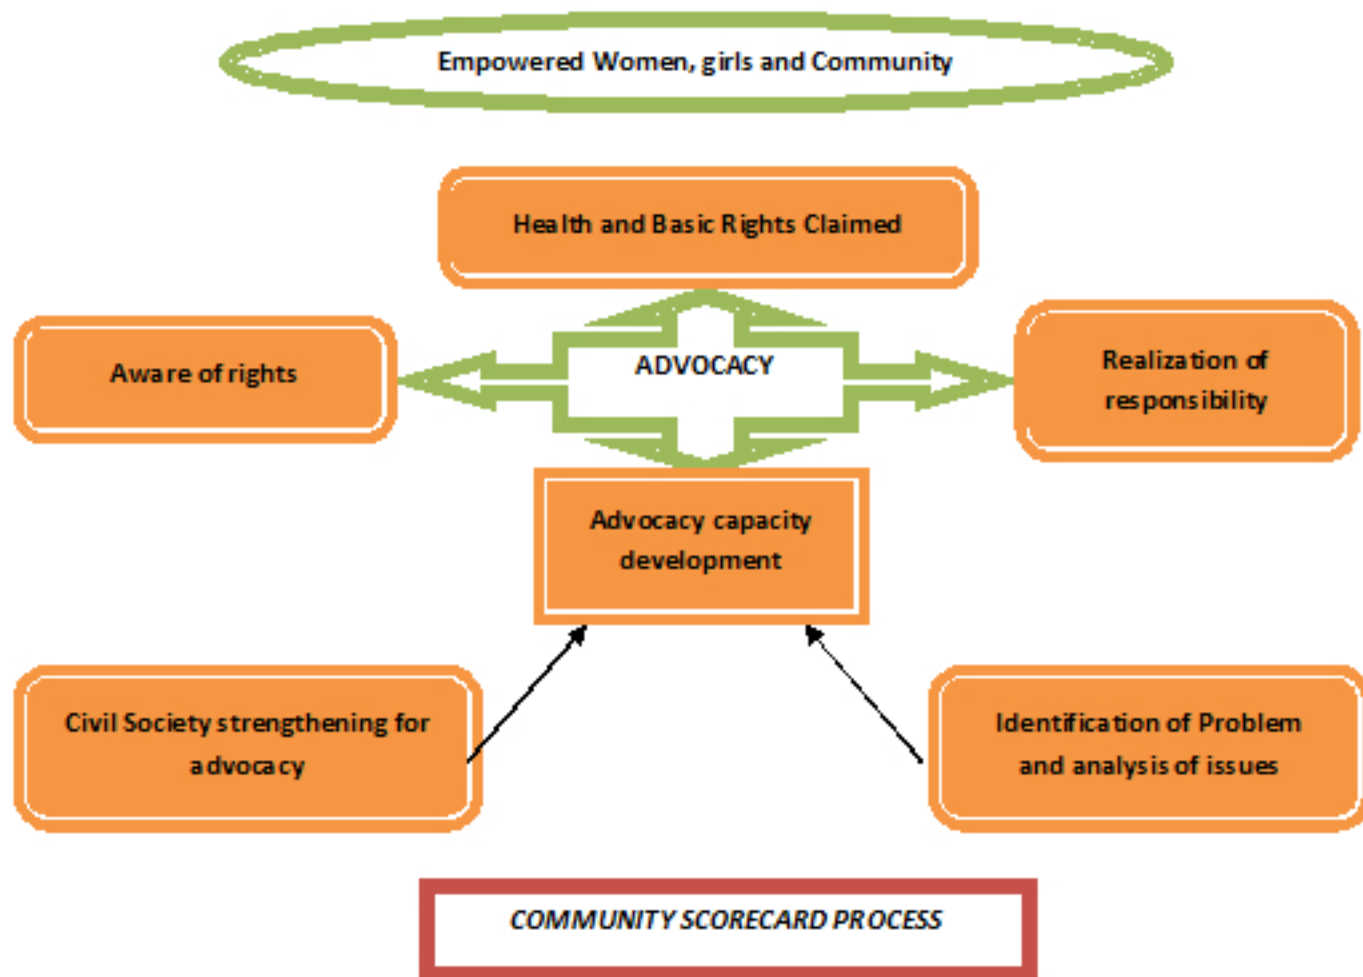 Empowered Women, girls and Community
Health and Basic Rights Claimed
Aware of rights
ADVOCACY
Realization of
responsibility
Advocacy capacity
development
Civil Society strengthening for
advocacy
Identification of Problem
and analysis of issues
COMMUNITY SCORECARD PROCESS